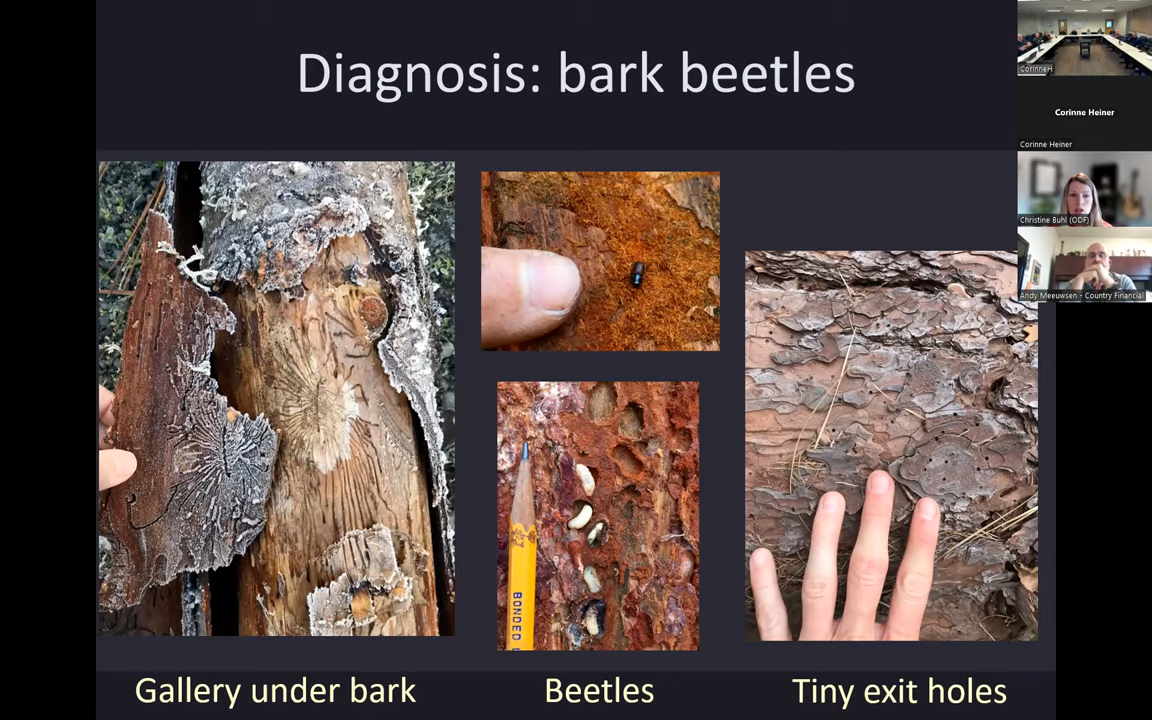 Diagnosis: bark beetles
CorinneH
Corinne Heiner
Corinne Heiner
Christine Buhl (ODF)
Andy Meeuwsen - Country Financial
BONDED
Gallery under bark
Beetles
Tiny exit holes